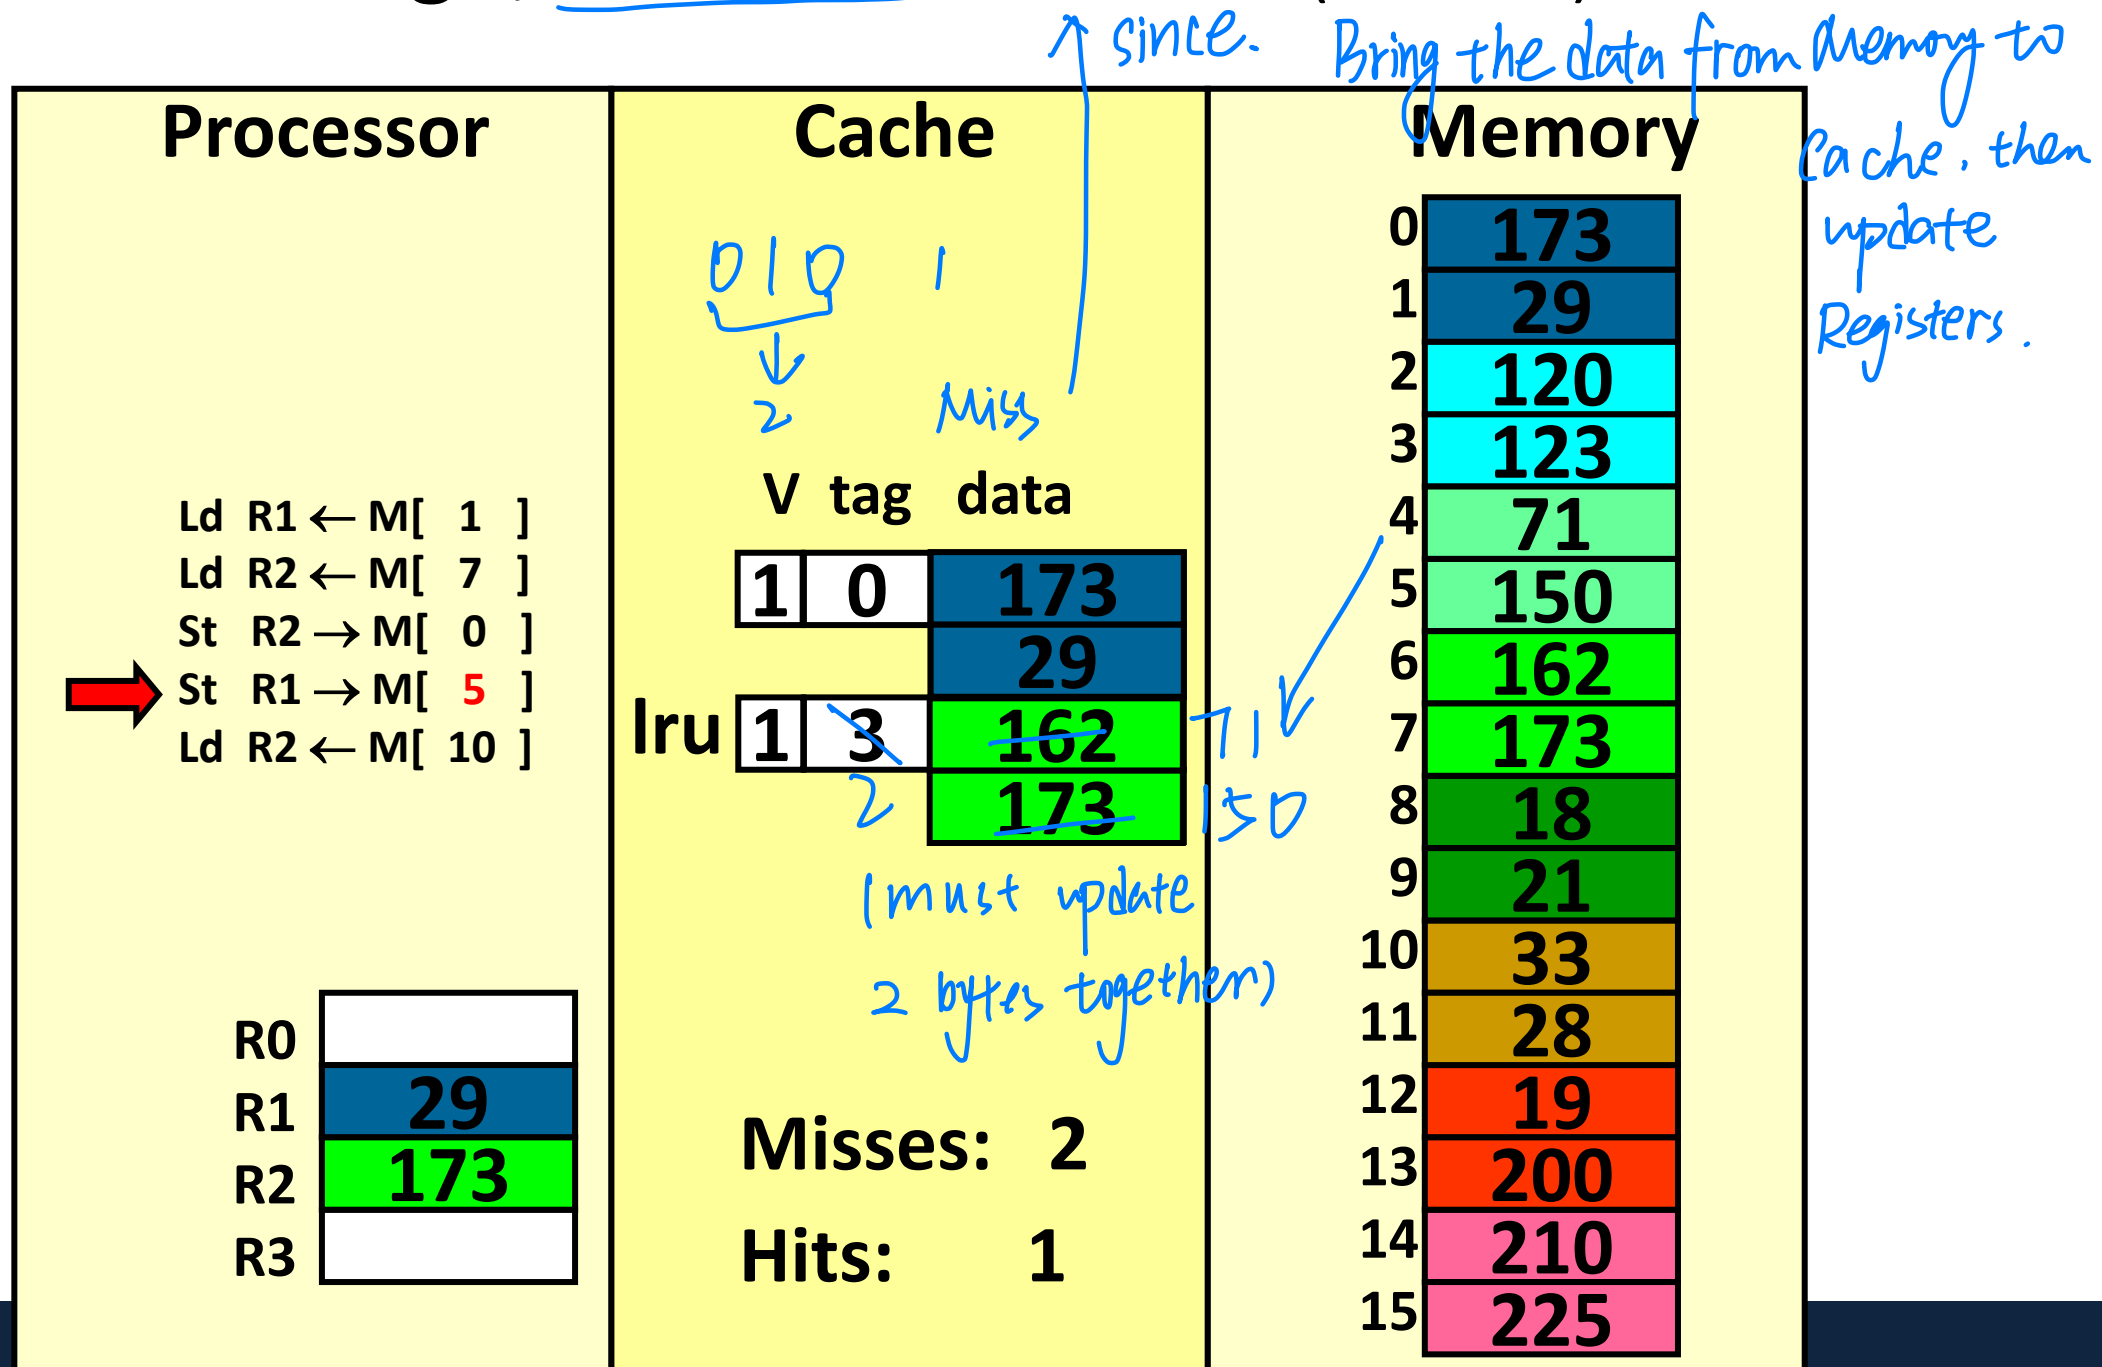 since. Bring the data from Memory to
Cache, then
update
Registers.
Processor
Cache
Memory
010 1
2
Miss
V tag data
Ld R1 ← M[ 1 ]
Ld R2 ← M[ 7 ]
St R2 → M[ 0 ]
St R1 → M[ 5 ]
Ld R2 ← M[ 10 ]
1 0 173
29
lru 1 3 162 71
2 173 150
(must update
2 bytes together)
Misses: 2
Hits: 1
R0
R1 29
R2 173
R3
0 173
1 29
2 120
3 123
4 71
5 150
6 162
7 173
8 18
9 21
10 33
11 28
12 19
13 200
14 210
15 225